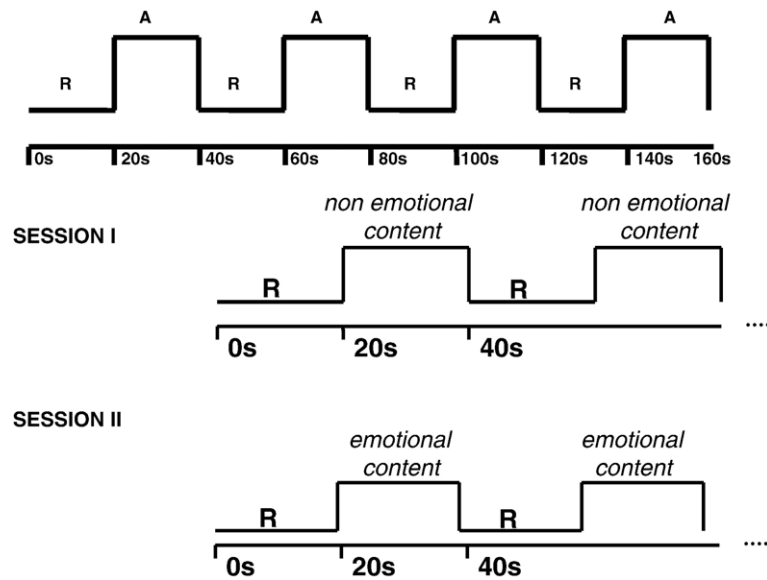 A A A A
R R R R
0s 20s 40s 60s 80s 100s 120s 140s 160s
non emotional content non emotional content
SESSION I
R R
0s 20s 40s
....
SESSION II
emotional content emotional content
R R
0s 20s 40s
....